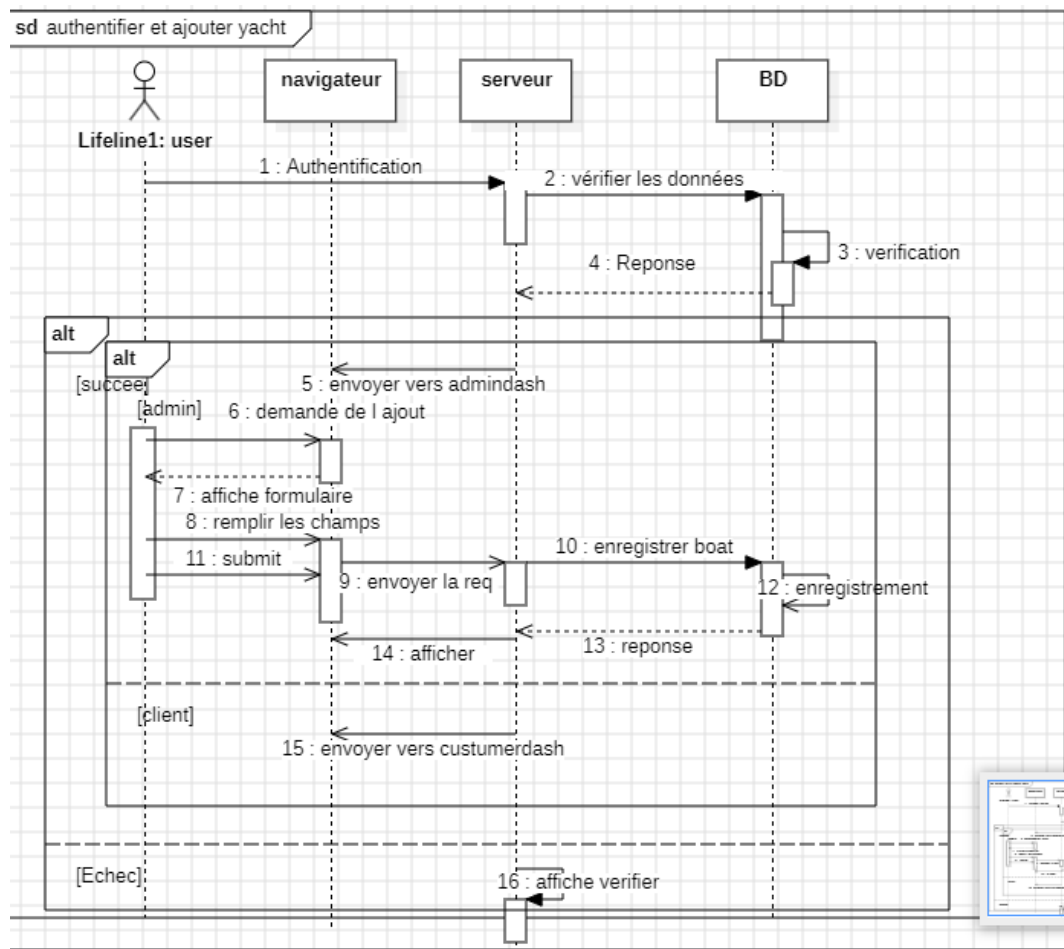 sd authentifier et ajouter yacht
navigateur
serveur
BD
Lifeline1: user
1 : Authentification
2 : vérifier les données
3 : verification
4 : Reponse
alt
alt
[succee]
5 : envoyer vers admindash
[admin]
6 : demande de l ajout
7 : affiche formulaire
8 : remplir les champs
10 : enregistrer boat
11 : submit
9 : envoyer la req
12 : enregistrement
13 : reponse
14 : afficher
[client]
15 : envoyer vers custumerdash
[Echec]
16 : affiche verifier